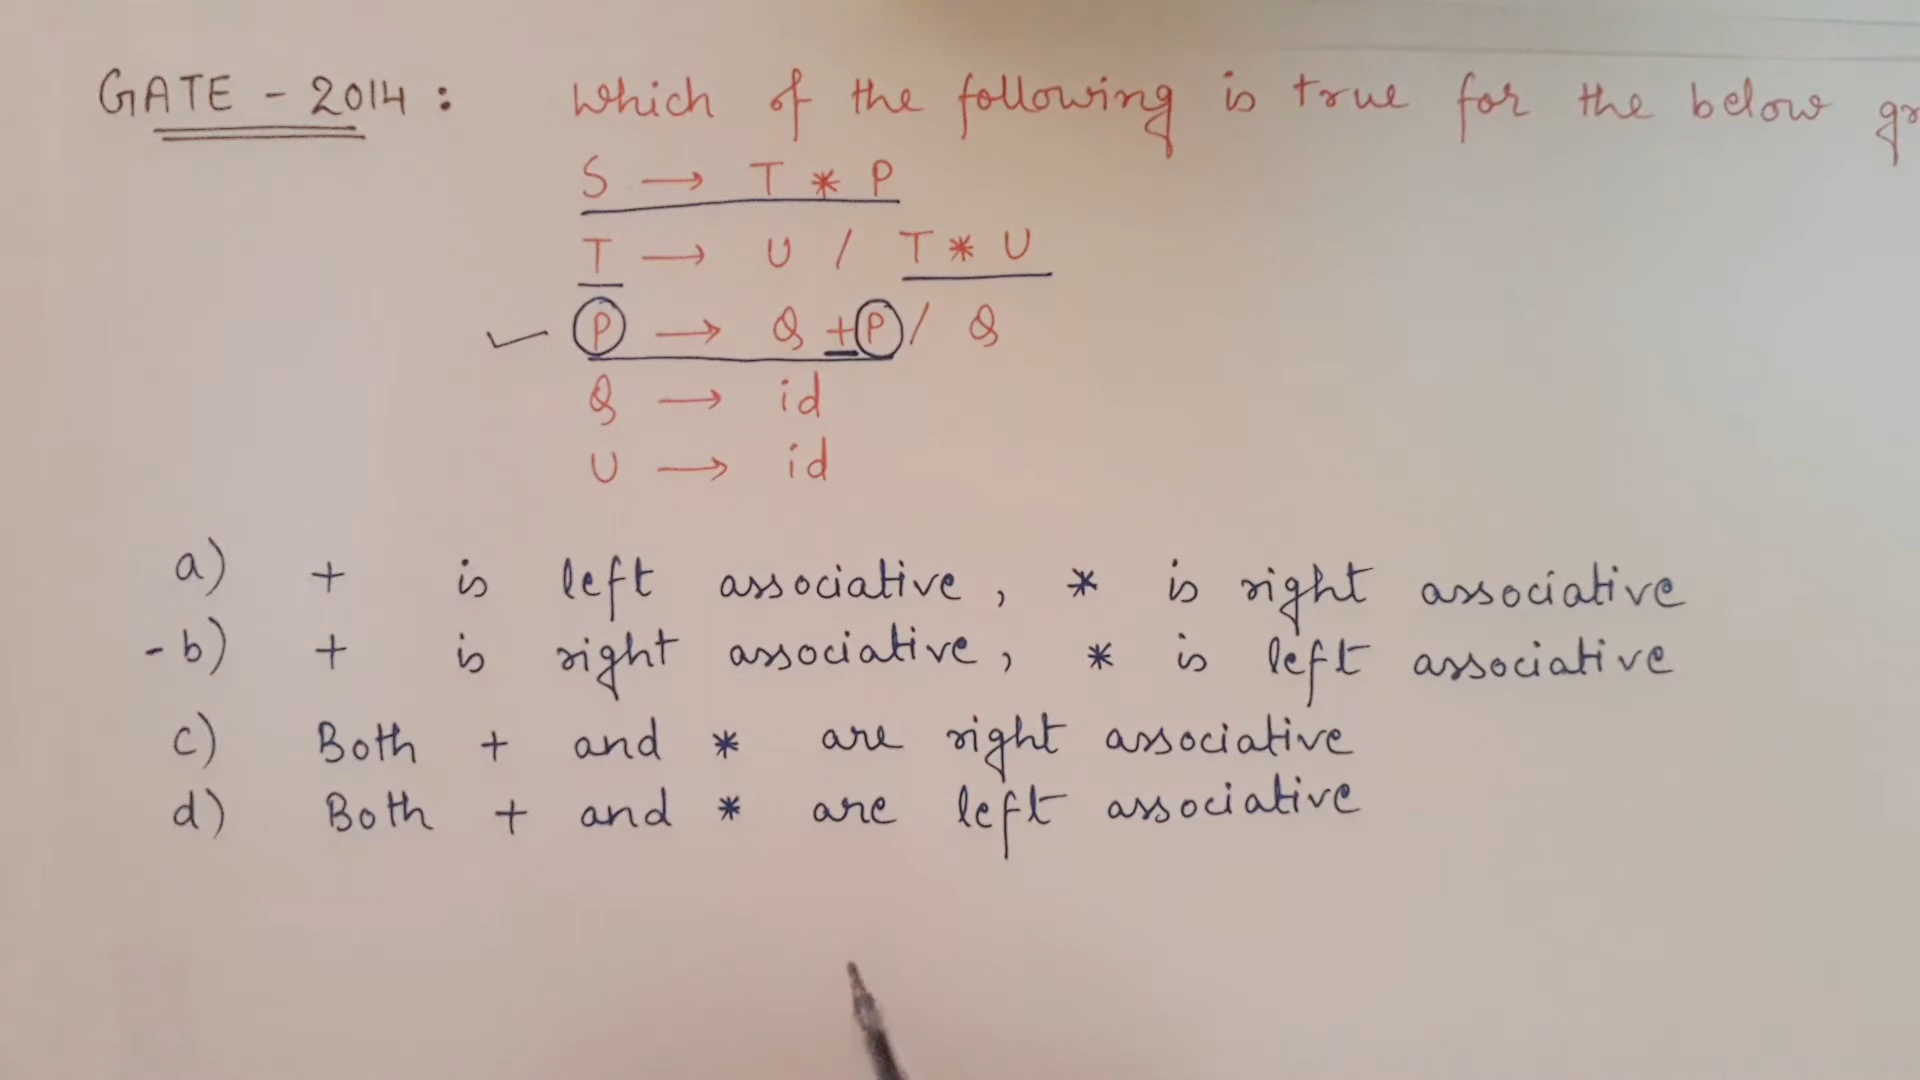 GATE - 2014 : Which of the following is true for the below gr
S → T * P
T → U / T * U
P → Q + P / Q
Q → id
U → id
a) + is left associative, * is right associative
- b) + is right associative, * is left associative
c) Both + and * are right associative
d) Both + and * are left associative